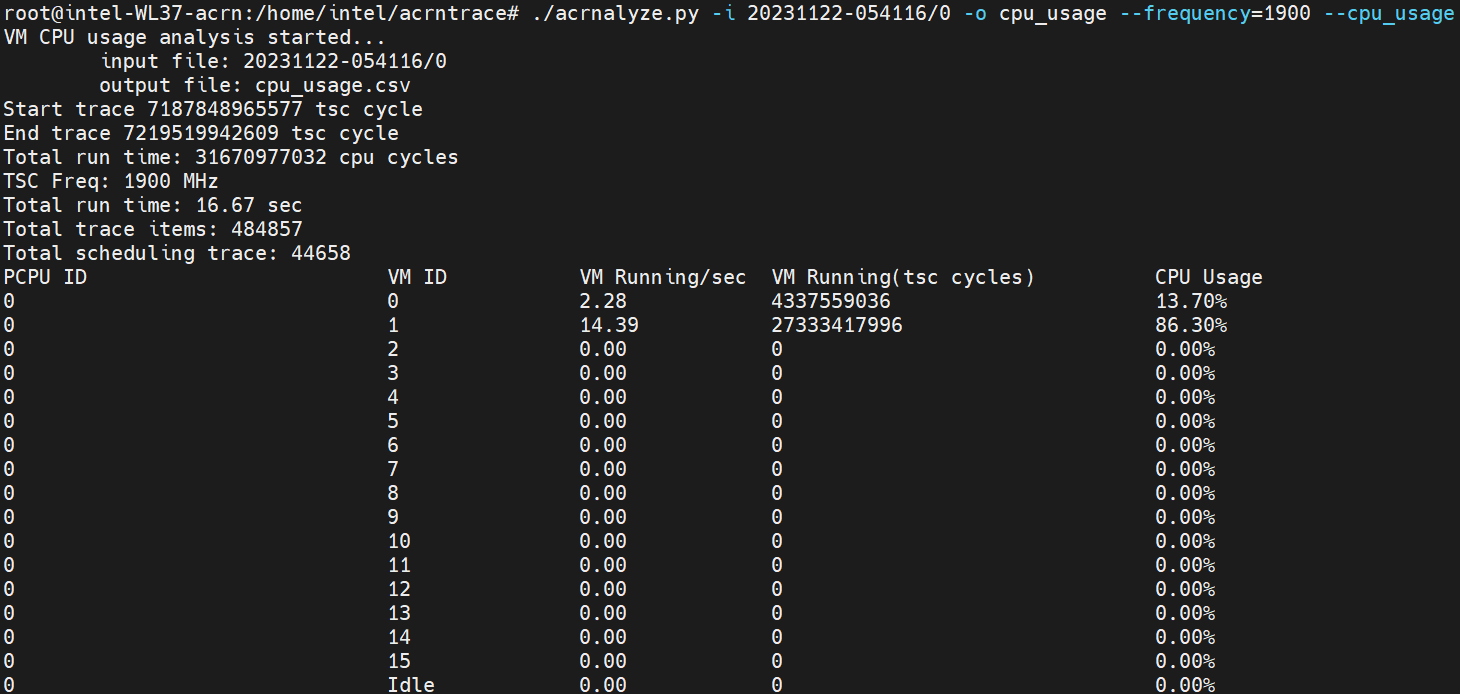 root@intel-WL37-acrn:/home/intel/acrntrace# ./acrnalyze.py -i 20231122-054116/0 -o cpu_usage --frequency=1900 --cpu_usage
VM CPU usage analysis started...
        input file: 20231122-054116/0
        output file: cpu_usage.csv
Start trace 7187848965577 tsc cycle
End trace 7219519942609 tsc cycle
Total run time: 31670977032 cpu cycles
TSC Freq: 1900 MHz
Total run time: 16.67 sec
Total trace items: 484857
Total scheduling trace: 44658
PCPU ID                         VM ID           VM Running/sec  VM Running(tsc cycles)          CPU Usage
0                               0               2.28            4337559036                      13.70%
0                               1               14.39           27333417996                     86.30%
0                               2               0.00            0                               0.00%
0                               3               0.00            0                               0.00%
0                               4               0.00            0                               0.00%
0                               5               0.00            0                               0.00%
0                               6               0.00            0                               0.00%
0                               7               0.00            0                               0.00%
0                               8               0.00            0                               0.00%
0                               9               0.00            0                               0.00%
0                               10              0.00            0                               0.00%
0                               11              0.00            0                               0.00%
0                               12              0.00            0                               0.00%
0                               13              0.00            0                               0.00%
0                               14              0.00            0                               0.00%
0                               15              0.00            0                               0.00%
0                               Idle            0.00            0                               0.00%